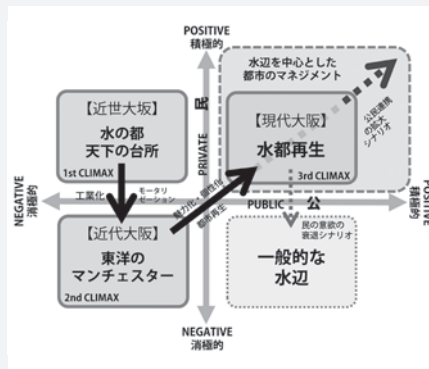 POSITIVE
積極的
水辺を中心とした
都市のマネジメント
民
PRIVATE
公民連携
の拡大
シナリオ
【近世大坂】
水の都
天下の台所
1st CLIMAX
【現代大阪】
水都再生
3rd CLIMAX
NEGATIVE
消極的
工業化
モータリ
ゼーション
魅力化・個性化
都市再生
PUBLIC
公
POSITIVE
積極的
【近代大阪】
東洋の
マンチェスター
2nd CLIMAX
民の意欲の
衰退シナリオ
一般的な
水辺
NEGATIVE
消極的